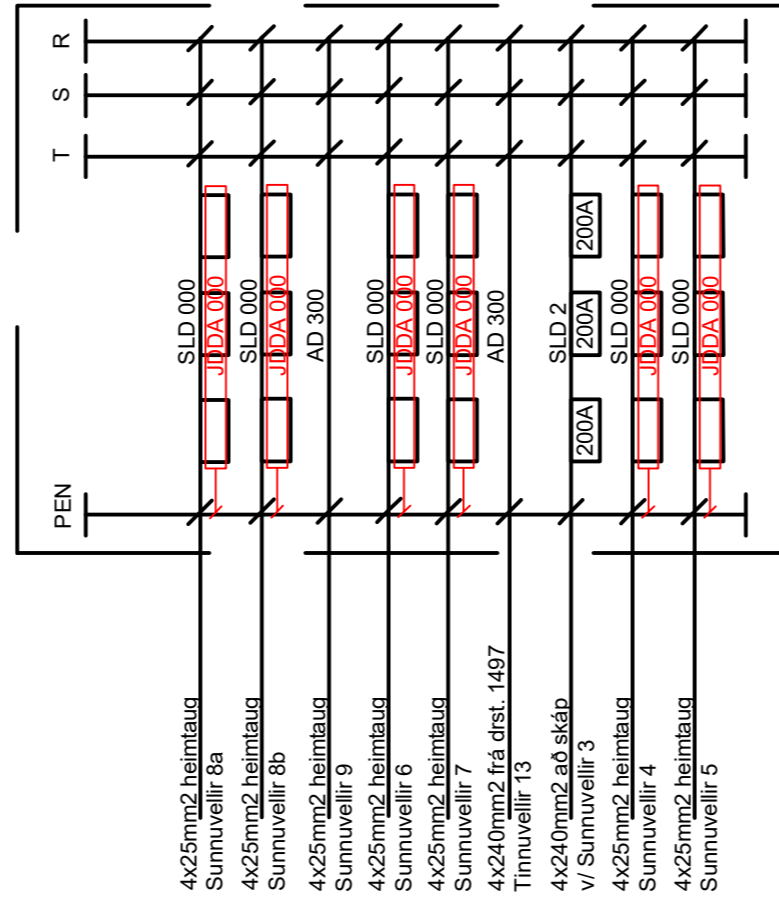 R
S
T
PEN
SLD 000
JDDA 000
SLD 000
JDDA 000
AD 300
SLD 000
JDDA 000
SLD 000
JDDA 000
AD 300
SLD 2
200A
200A
200A
SLD 000
JDDA 000
SLD 000
JDDA 000
4x25mm2 heimtaug
Sunnuvellir 8a
4x25mm2 heimtaug
Sunnuvellir 8b
4x25mm2 heimtaug
Sunnuvellir 9
4x25mm2 heimtaug
Sunnuvellir 6
4x25mm2 heimtaug
Sunnuvellir 7
4x240mm2 frá drst. 1497
Tinnuvellir 13
4x240mm2 að skáp
v/ Sunnuvellir 3
4x25mm2 heimtaug
Sunnuvellir 4
4x25mm2 heimtaug
Sunnuvellir 5